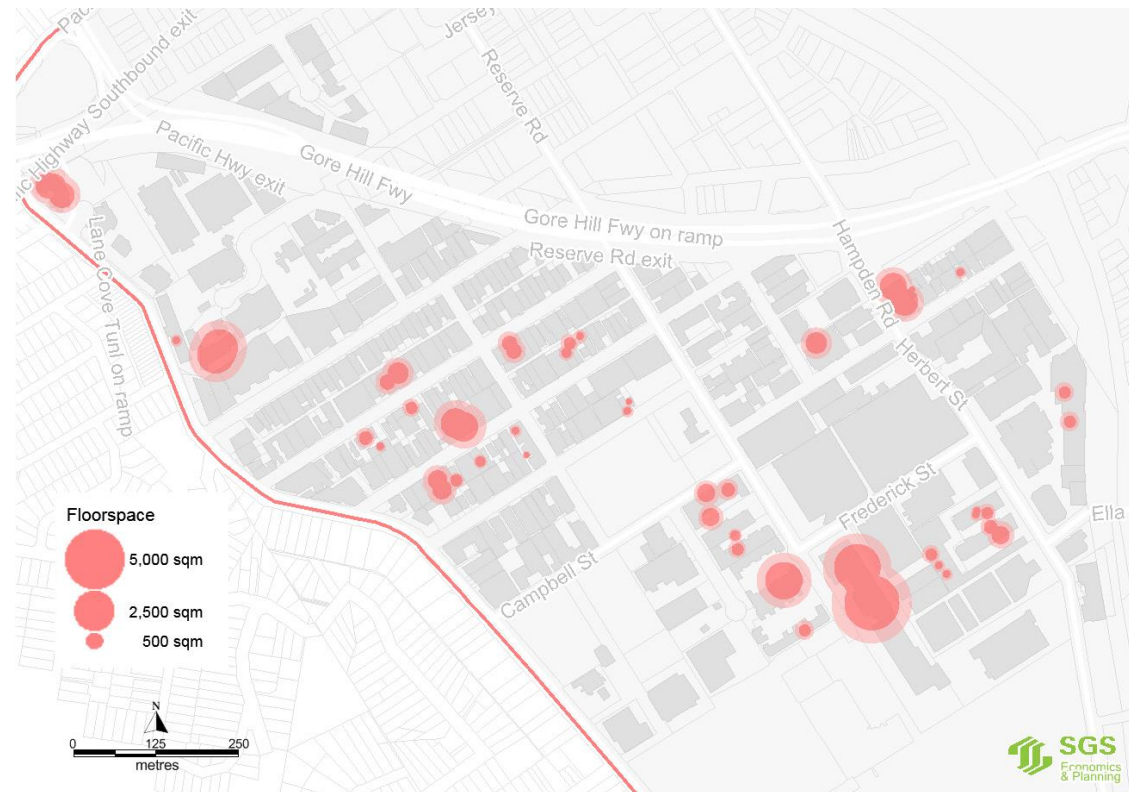 Pac
Jersey
Pacific Highway Southbound exit
Reserve Rd
Pacific Hwy exit
Gore Hill Fwy
Gore Hill Fwy on ramp
Reserve Rd exit
Hampden Rd
Lane Cove Tunl on ramp
Herbert St
Frederick St
Ella
Campbell St
Floorspace
5,000 sqm
2,500 sqm
500 sqm
N
0 125 250
metres
SGS
Economics
& Planning